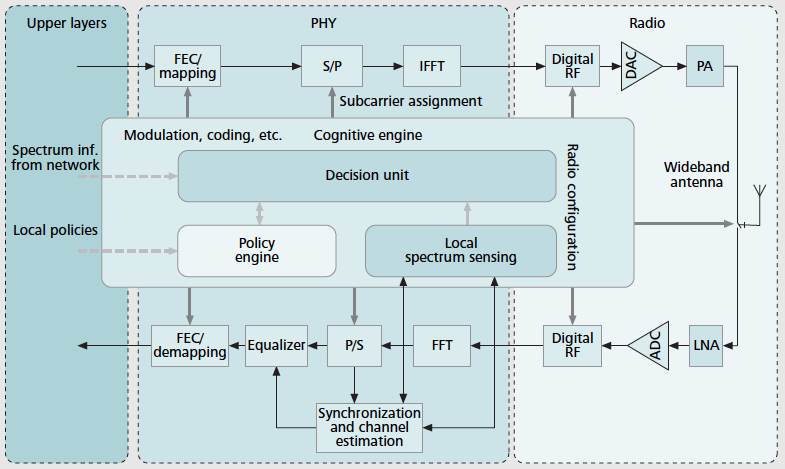 Upper layers
PHY
Radio
FEC/
mapping
S/P
IFFT
Digital
RF
DAC
PA
Subcarrier assignment
Modulation, coding, etc.
Cognitive engine
Spectrum inf.
from network
Decision unit
Radio configuration
Wideband
antenna
Local policies
Policy
engine
Local
spectrum sensing
FEC/
demapping
Equalizer
P/S
FFT
Digital
RF
ADC
LNA
Synchronization
and channel
estimation